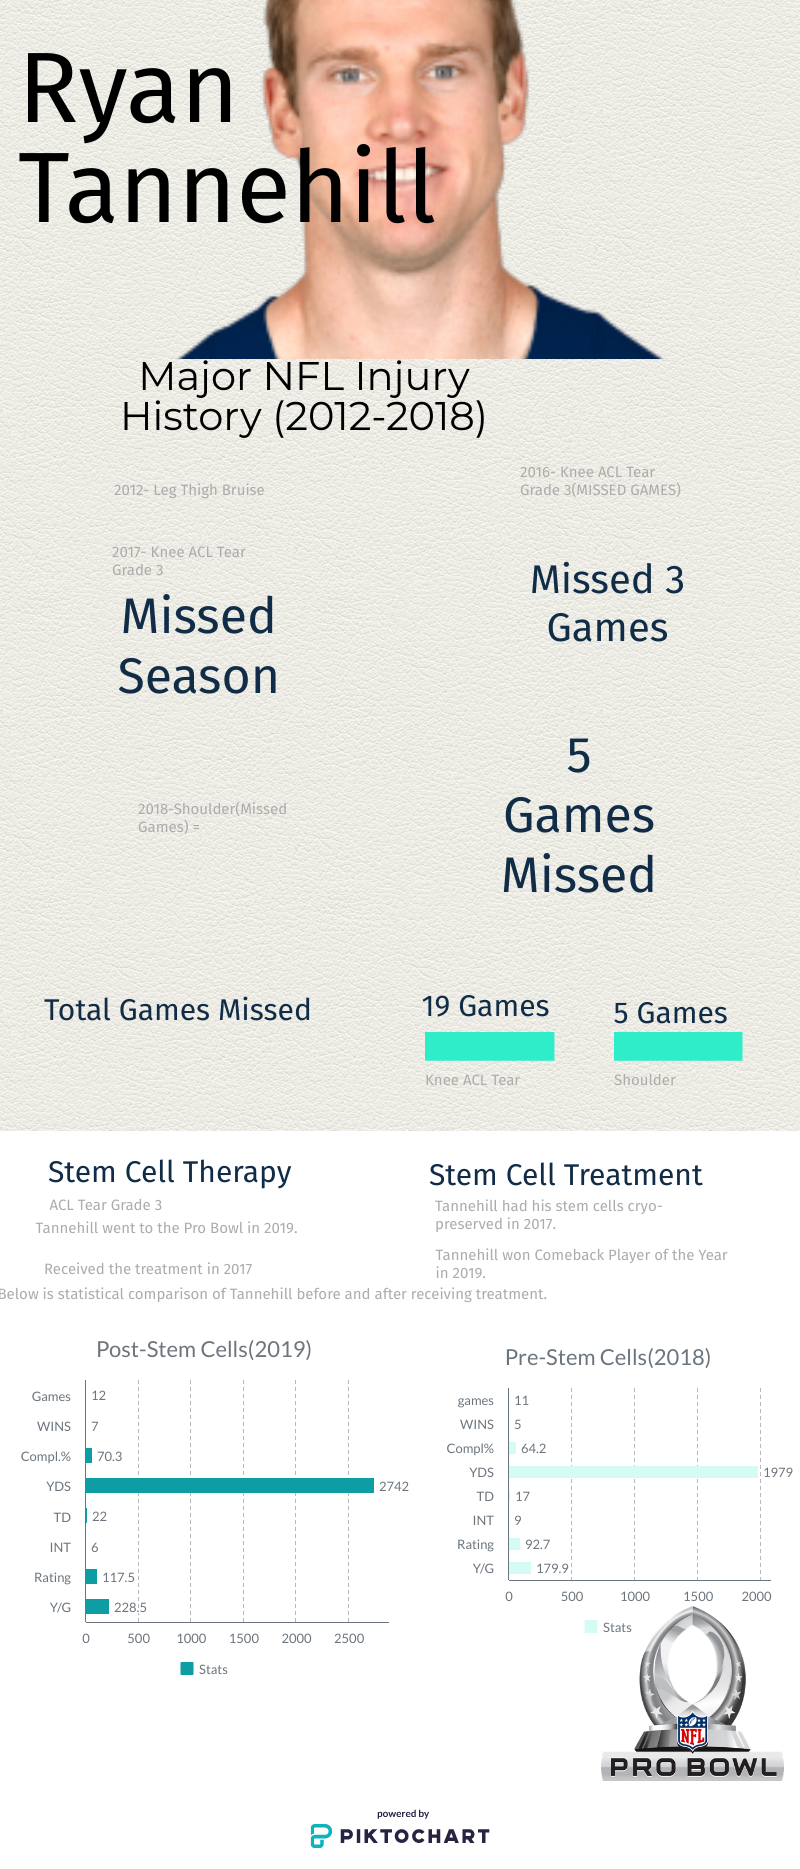 Ryan
Tannehill
Major NFL Injury
History (2012-2018)
2012- Leg Thigh Bruise
2016- Knee ACL Tear
Grade 3(MISSED GAMES)
2017- Knee ACL Tear
Grade 3
Missed
Season
Missed 3
Games
2018-Shoulder(Missed
Games) =
5
Games
Missed
Total Games Missed
19 Games
Knee ACL Tear
5 Games
Shoulder
Stem Cell Therapy
ACL Tear Grade 3
Tannehill went to the Pro Bowl in 2019.
Received the treatment in 2017
Stem Cell Treatment
Tannehill had his stem cells cryo-
preserved in 2017.
Tannehill won Comeback Player of the Year
in 2019.
Below is statistical comparison of Tannehill before and after receiving treatment.
Post-Stem Cells(2019)
Games 12
WINS 7
Compl.% 70.3
YDS 2742
TD 22
INT 6
Rating 117.5
Y/G 228.5
0 500 1000 1500 2000 2500
Stats
Pre-Stem Cells(2018)
games 11
WINS 5
Compl% 64.2
YDS 1979
TD 17
INT 9
Rating 92.7
Y/G 179.9
0 500 1000 1500 2000
Stats
NFL
PRO BOWL
powered by
PIKTOCHART